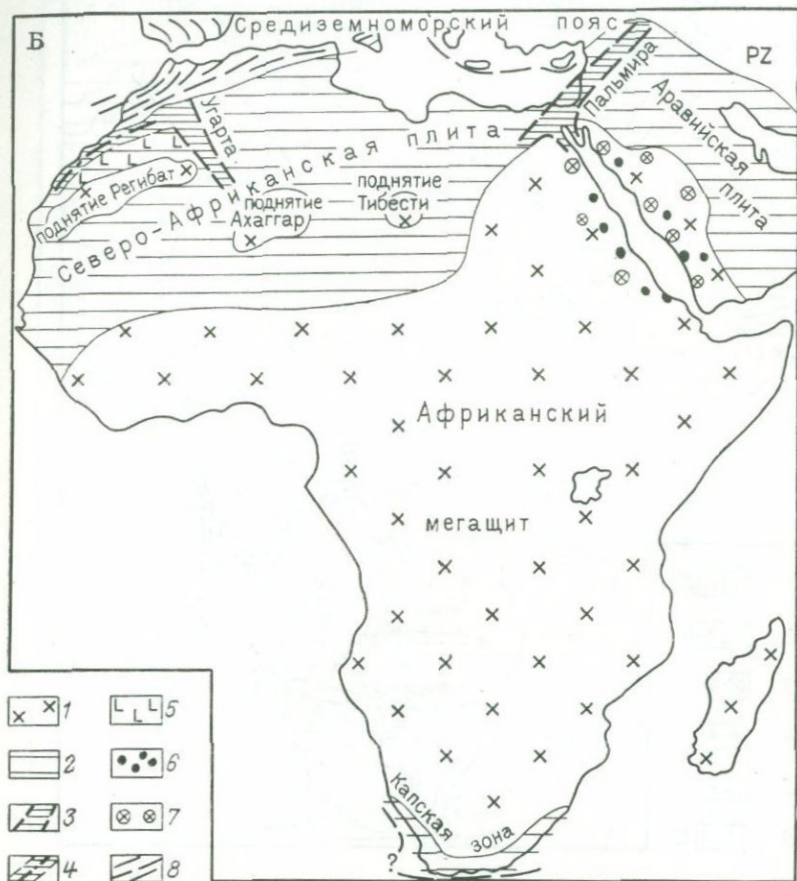 Б
Средиземноморский пояс
PZ
Пальмира
Аравийская
плита
Угарта
Северо-Африканская плита
поднятие Регибат
поднятие
Ахаггар
поднятие
Тибести
Африканский
мегащит
Капская зона
?
1
5
2
6
3
7
4
8